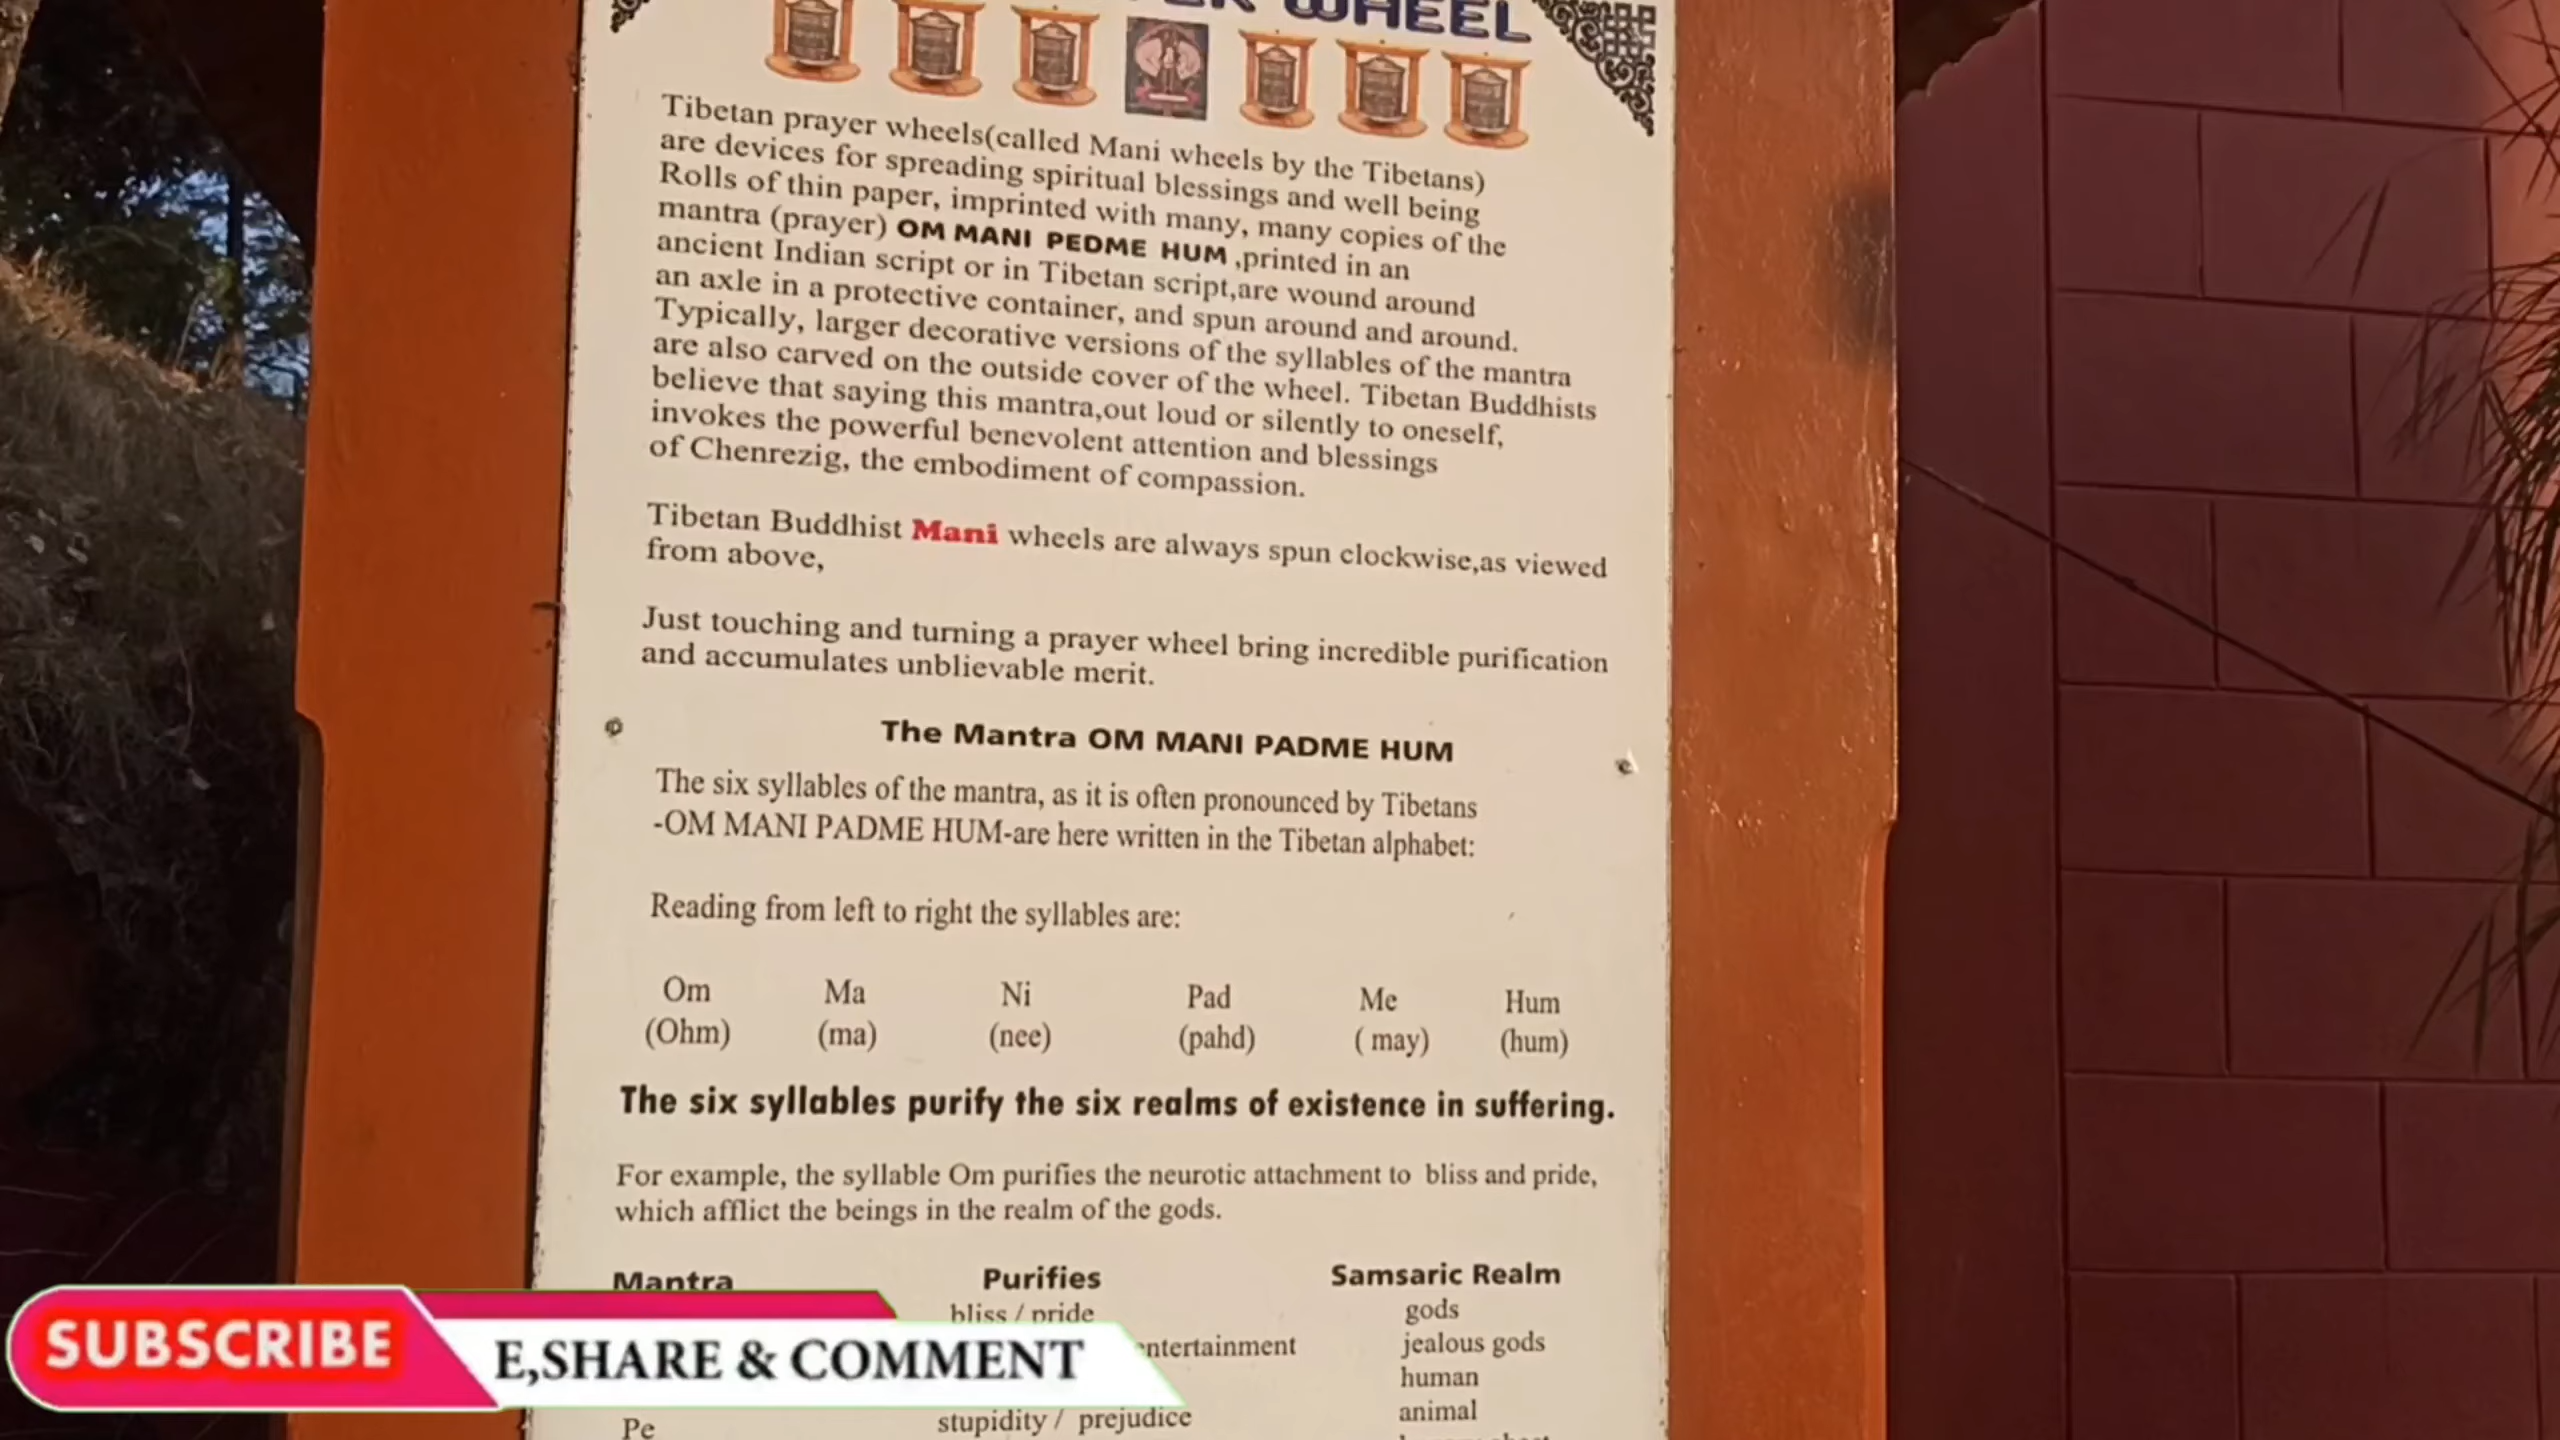 WHEEL
Tibetan prayer wheels(called Mani wheels by the Tibetans)
are devices for spreading spiritual blessings and well being
Rolls of thin paper, imprinted with many, many copies of the
mantra (prayer) OM MANI PEDME HUM ,printed in an
ancient Indian script or in Tibetan script,are wound around
an axle in a protective container, and spun around and around.
Typically, larger decorative versions of the syllables of the mantra
are also carved on the outside cover of the wheel. Tibetan Buddhists
believe that saying this mantra,out loud or silently to oneself,
invokes the powerful benevolent attention and blessings
of Chenrezig, the embodiment of compassion.
Tibetan Buddhist Mani wheels are always spun clockwise,as viewed
from above,
Just touching and turning a prayer wheel bring incredible purification
and accumulates unblievable merit.
The Mantra OM MANI PADME HUM
The six syllables of the mantra, as it is often pronounced by Tibetans
-OM MANI PADME HUM-are here written in the Tibetan alphabet:
Reading from left to right the syllables are:
Om Ma Ni Pad Me Hum
(Ohm) (ma) (nee) (pahd) ( may) (hum)
The six syllables purify the six realms of existence in suffering.
For example, the syllable Om purifies the neurotic attachment to bliss and pride,
which afflict the beings in the realm of the gods.
Mantra Purifies Samsaric Realm
bliss / pride gods
entertainment jealous gods
human
Pe stupidity / prejudice animal
SUBSCRIBE E,SHARE & COMMENT